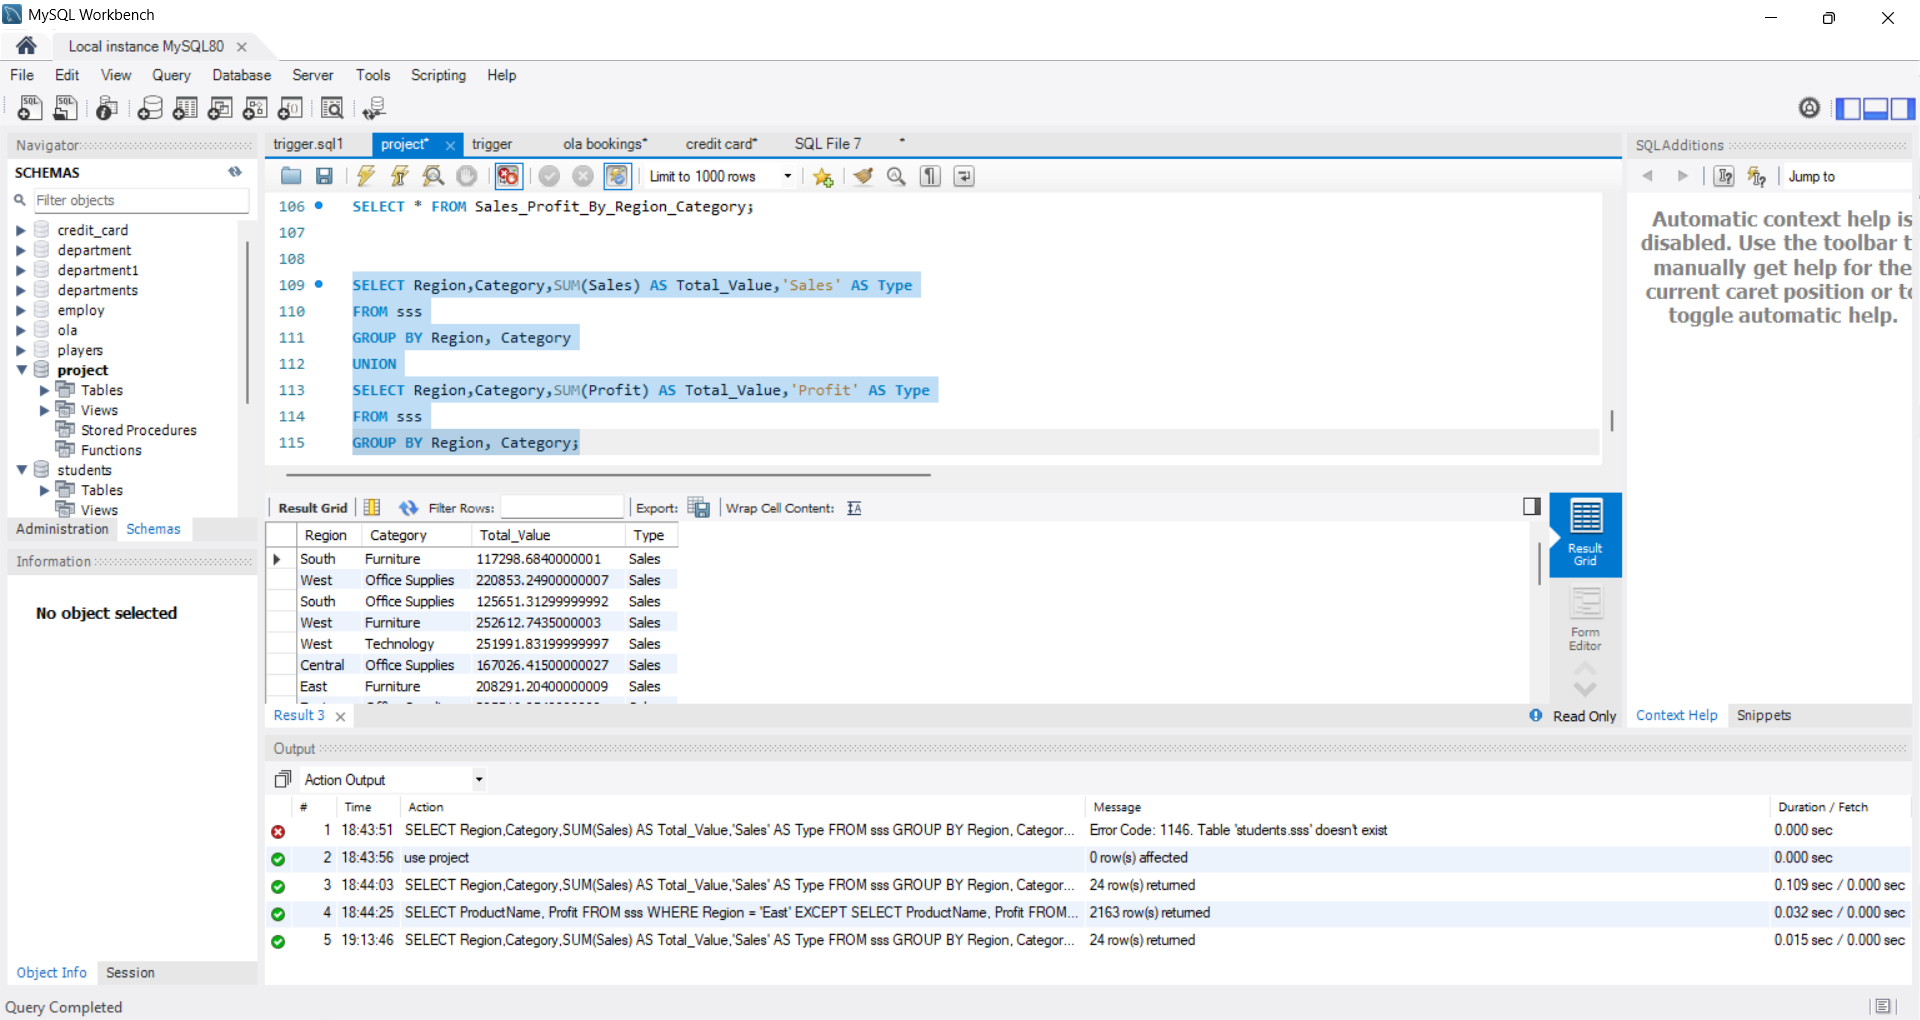 MySQL Workbench
Local instance MySQL80
File Edit View Query Database Server Tools Scripting Help
Navigator
SCHEMAS
Filter objects
credit_card
department
department1
departments
employ
ola
players
project
Tables
Views
Stored Procedures
Functions
students
Tables
Views
Administration Schemas
Information
No object selected
Object Info Session
Query Completed
trigger.sql1 project* trigger ola bookings* credit card* SQL File 7 *
Limit to 1000 rows
106 SELECT * FROM Sales_Profit_By_Region_Category;
107
108
109 SELECT Region,Category,SUM(Sales) AS Total_Value,'Sales' AS Type
110 FROM sss
111 GROUP BY Region, Category
112 UNION
113 SELECT Region,Category,SUM(Profit) AS Total_Value,'Profit' AS Type
114 FROM sss
115 GROUP BY Region, Category;
Result Grid Filter Rows: Export: Wrap Cell Content:
Region Category Total_Value Type
South Furniture 117298.6840000001 Sales
West Office Supplies 220853.24900000007 Sales
South Office Supplies 125651.31299999992 Sales
West Furniture 252612.7435000003 Sales
West Technology 251991.83199999997 Sales
Central Office Supplies 167026.41500000027 Sales
East Furniture 208291.20400000009 Sales
Result Grid
Form Editor
Result 3
Read Only
SQLAdditions
Jump to
Automatic context help is
disabled. Use the toolbar t
manually get help for the
current caret position or to
toggle automatic help.
Context Help Snippets
Output
Action Output
# Time Action Message Duration / Fetch
1 18:43:51 SELECT Region,Category,SUM(Sales) AS Total_Value,'Sales' AS Type FROM sss GROUP BY Region, Categor... Error Code: 1146. Table 'students.sss' doesn't exist 0.000 sec
2 18:43:56 use project 0 row(s) affected 0.000 sec
3 18:44:03 SELECT Region,Category,SUM(Sales) AS Total_Value,'Sales' AS Type FROM sss GROUP BY Region, Categor... 24 row(s) returned 0.109 sec / 0.000 sec
4 18:44:25 SELECT ProductName, Profit FROM sss WHERE Region = 'East' EXCEPT SELECT ProductName, Profit FROM... 2163 row(s) returned 0.032 sec / 0.000 sec
5 19:13:46 SELECT Region,Category,SUM(Sales) AS Total_Value,'Sales' AS Type FROM sss GROUP BY Region, Categor... 24 row(s) returned 0.015 sec / 0.000 sec